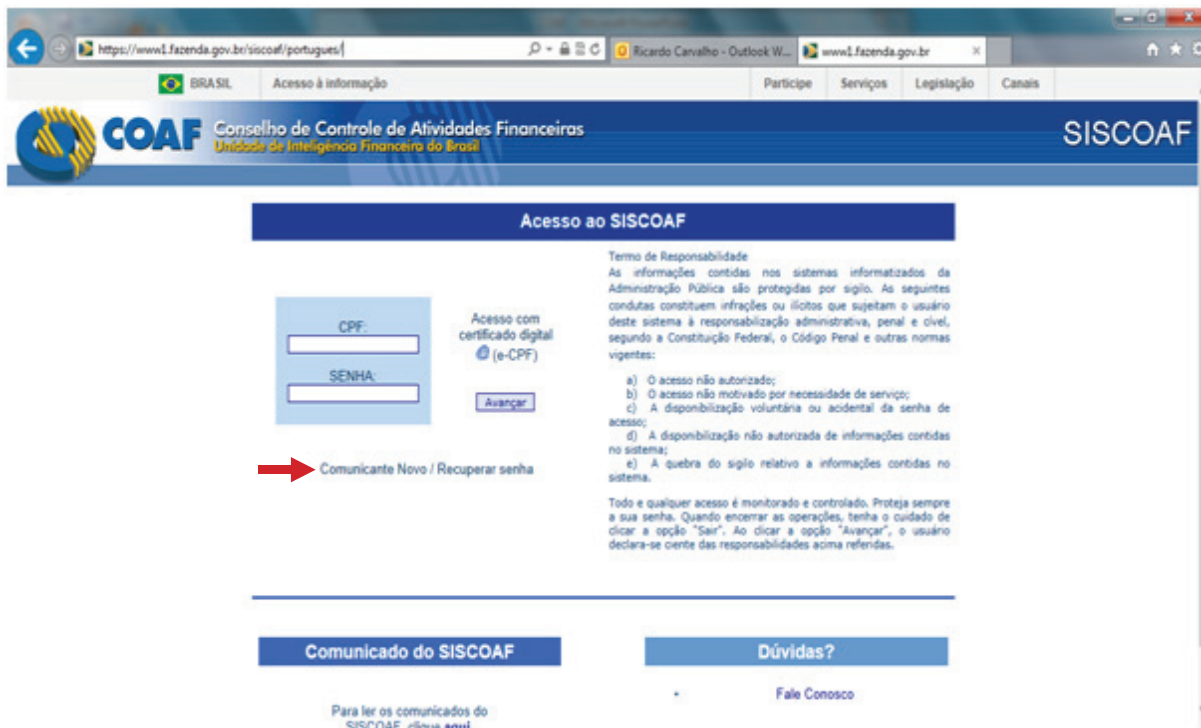 https://www1.fazenda.gov.br/siscoaf/portugues/
Ricardo Carvalho - Outlook W...
www1.fazenda.gov.br
BRASIL
Acesso à informação
Participe
Serviços
Legislação
Canais
COAF
Conselho de Controle de Atividades Financeiras
Unidade de Inteligência Financeira do Brasil
SISCOAF
Acesso ao SISCOAF
CPF:
SENHA:
Acesso com
certificado digital
(e-CPF)
Avançar
Comunicante Novo / Recuperar senha
Termo de Responsabilidade
As informações contidas nos sistemas informatizados da
Administração Pública são protegidas por sigilo. As seguintes
condutas constituem infrações ou ilícitos que sujeitam o usuário
deste sistema à responsabilização administrativa, penal e cível,
segundo a Constituição Federal, o Código Penal e outras normas
vigentes:
a) O acesso não autorizado;
b) O acesso não motivado por necessidade de serviço;
c) A disponibilização voluntária ou acidental da senha de
acesso;
d) A disponibilização não autorizada de informações contidas
no sistema;
e) A quebra do sigilo relativo a informações contidas no
sistema.
Todo e qualquer acesso é monitorado e controlado. Proteja sempre
a sua senha. Quando encerrar as operações, tenha o cuidado de
clicar a opção "Sair". Ao clicar a opção "Avançar", o usuário
declara-se ciente das responsabilidades acima referidas.
Comunicado do SISCOAF
Para ler os comunicados do
SISCOAF, clique aqui
Dúvidas?
Fale Conosco